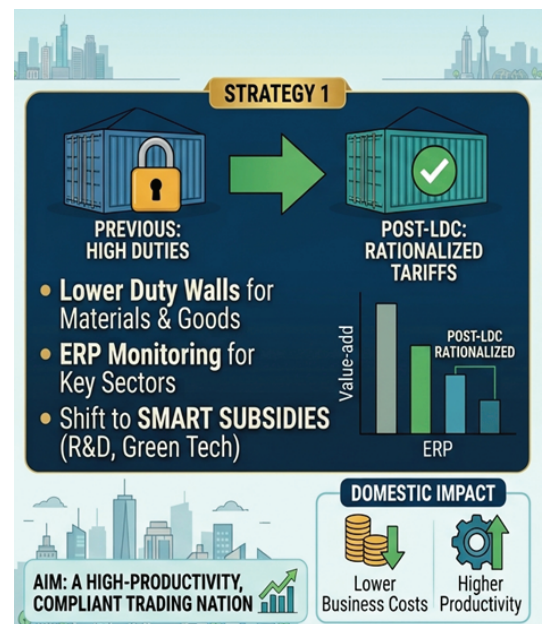 STRATEGY 1
PREVIOUS:
HIGH DUTIES
POST-LDC:
RATIONALIZED
TARIFFS
• Lower Duty Walls for
Materials & Goods
• ERP Monitoring for
Key Sectors
• Shift to SMART SUBSIDIES
(R&D, Green Tech)
Value-add
POST-LDC
RATIONALIZED
ERP
AIM: A HIGH-PRODUCTIVITY,
COMPLIANT TRADING NATION
DOMESTIC IMPACT
Lower
Business Costs
Higher
Productivity